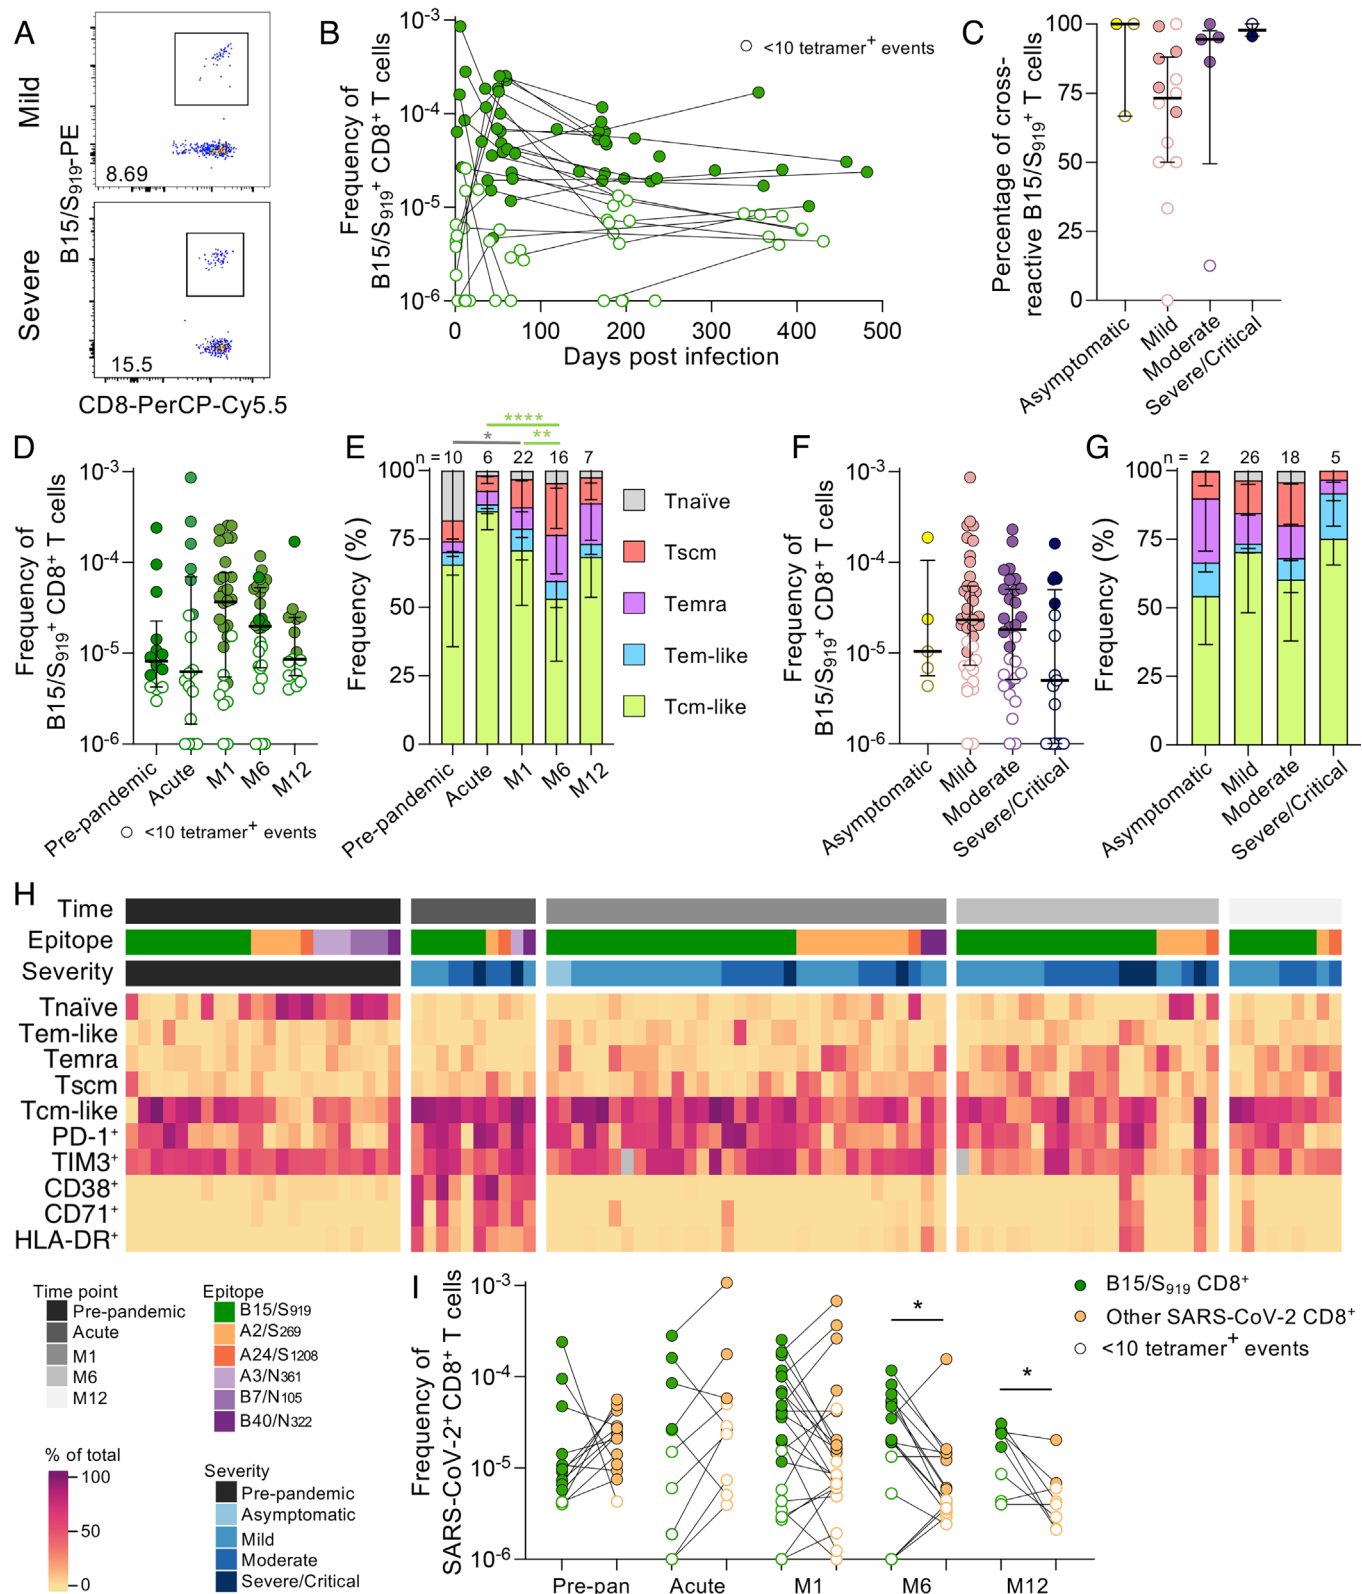 A
Mild
Severe
B15/S919-PE
8.69
15.5
CD8-PerCP-Cy5.5
B
Frequency of
B15/S919+ CD8+ T cells
10-3
10-4
10-5
10-6
<10 tetramer+ events
0 100 200 300 400 500
Days post infection
C
Percentage of cross-
reactive B15/S919+ T cells
100
75
50
25
0
Asymptomatic
Mild
Moderate
Severe/Critical
D
Frequency of
B15/S919+ CD8+ T cells
10-3
10-4
10-5
10-6
Pre-pandemic
Acute
M1
M6
M12
<10 tetramer+ events
E
****
* **
n = 10 6 22 16 7
Frequency (%)
100
75
50
25
0
Pre-pandemic
Acute
M1
M6
M12
Tnaïve
Tscm
Temra
Tem-like
Tcm-like
F
Frequency of
B15/S919+ CD8+ T cells
10-3
10-4
10-5
10-6
Asymptomatic
Mild
Moderate
Severe/Critical
G
n = 2 26 18 5
Frequency (%)
100
75
50
25
0
Asymptomatic
Mild
Moderate
Severe/Critical
H
Time
Epitope
Severity
Tnaïve
Tem-like
Temra
Tscm
Tcm-like
PD-1+
TIM3+
CD38+
CD71+
HLA-DR+
Time point
Pre-pandemic
Acute
M1
M6
M12
Epitope
B15/S919
A2/S269
A24/S1208
A3/N361
B7/N105
B40/N322
% of total
100
50
0
Severity
Pre-pandemic
Asymptomatic
Mild
Moderate
Severe/Critical
I
Frequency of
SARS-CoV-2+ CD8+ T cells
10-3
10-4
10-5
10-6
*
*
Pre-pan Acute M1 M6 M12
B15/S919 CD8+
Other SARS-CoV-2 CD8+
<10 tetramer+ events